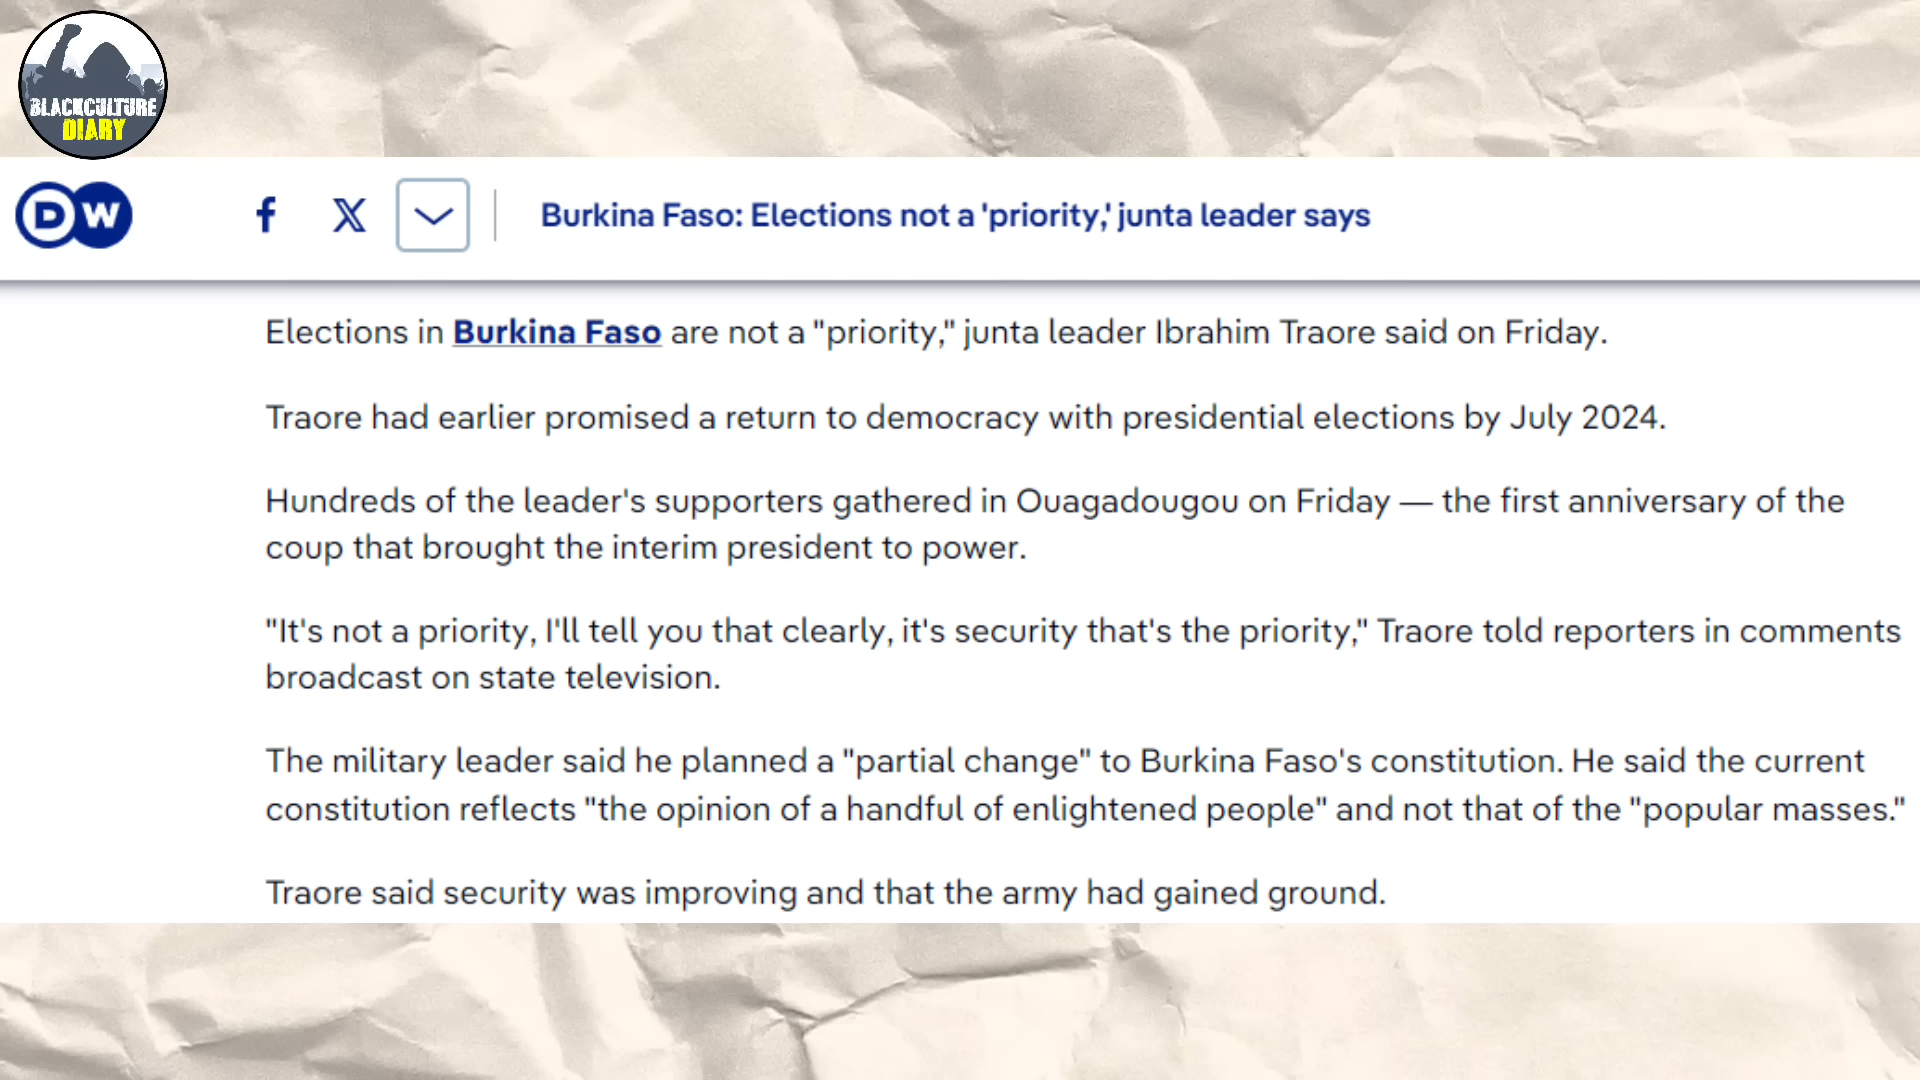 BLACKCULTURE
DIARY
DW
Burkina Faso: Elections not a 'priority,' junta leader says
Elections in Burkina Faso are not a "priority," junta leader Ibrahim Traore said on Friday.
Traore had earlier promised a return to democracy with presidential elections by July 2024.
Hundreds of the leader's supporters gathered in Ouagadougou on Friday — the first anniversary of the
coup that brought the interim president to power.
"It's not a priority, I'll tell you that clearly, it's security that's the priority," Traore told reporters in comments
broadcast on state television.
The military leader said he planned a "partial change" to Burkina Faso's constitution. He said the current
constitution reflects "the opinion of a handful of enlightened people" and not that of the "popular masses."
Traore said security was improving and that the army had gained ground.